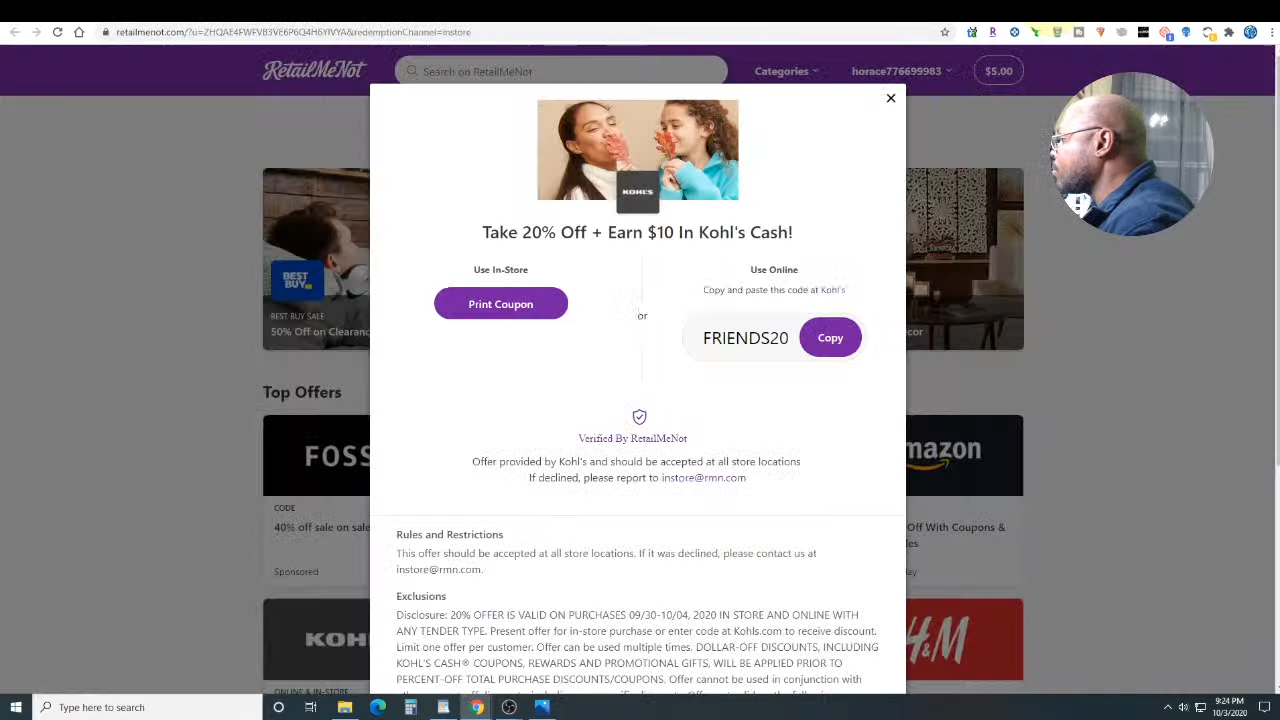 retailmenot.com/?u=ZHQAE4FWFVB3VE6P6Q4H6YIVYA&redemptionChannel=instore
RetailMeNot
Search on RetailMeNot
Categories
horace776699983
$5.00
KOHL'S
Take 20% Off + Earn $10 In Kohl's Cash!
Use In-Store
Print Coupon
or
Use Online
Copy and paste this code at Kohl's
FRIENDS20
Copy
BEST BUY
BEST BUY SALE
50% Off on Clearanc
ecor
Top Offers
FOSS
amazon
CODE
40% off sale on sale
Off With Coupons &
les
Sponsored
ay
Verified By RetailMeNot
Offer provided by Kohl's and should be accepted at all store locations
If declined, please report to instore@rmn.com
Rules and Restrictions
This offer should be accepted at all store locations. If it was declined, please contact us at
instore@rmn.com.
Exclusions
Disclosure: 20% OFFER IS VALID ON PURCHASES 09/30-10/04, 2020 IN STORE AND ONLINE WITH
ANY TENDER TYPE. Present offer for in-store purchase or enter code at Kohls.com to receive discount.
Limit one offer per customer. Offer can be used multiple times. DOLLAR-OFF DISCOUNTS, INCLUDING
KOHL'S CASH® COUPONS, REWARDS AND PROMOTIONAL GIFTS, WILL BE APPLIED PRIOR TO
PERCENT-OFF TOTAL PURCHASE DISCOUNTS/COUPONS. Offer cannot be used in conjunction with
KOH
H&M
ONLINE & IN-STORE
Type here to search
9:24 PM
10/3/2020